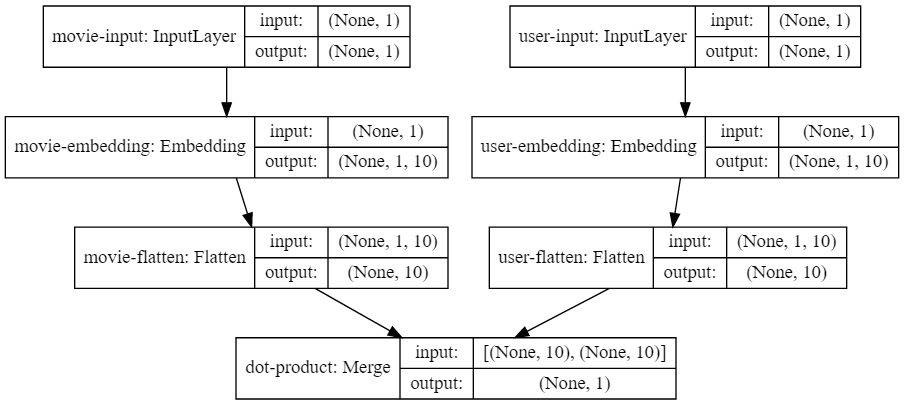 movie-input: InputLayer
input: (None, 1)
output: (None, 1)
user-input: InputLayer
input: (None, 1)
output: (None, 1)
movie-embedding: Embedding
input: (None, 1)
output: (None, 1, 10)
user-embedding: Embedding
input: (None, 1)
output: (None, 1, 10)
movie-flatten: Flatten
input: (None, 1, 10)
output: (None, 10)
user-flatten: Flatten
input: (None, 1, 10)
output: (None, 10)
dot-product: Merge
input: [(None, 10), (None, 10)]
output: (None, 1)